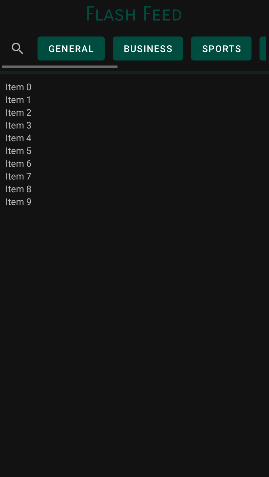 Flash Feed
GENERAL BUSINESS SPORTS
Item 0
Item 1
Item 2
Item 3
Item 4
Item 5
Item 6
Item 7
Item 8
Item 9